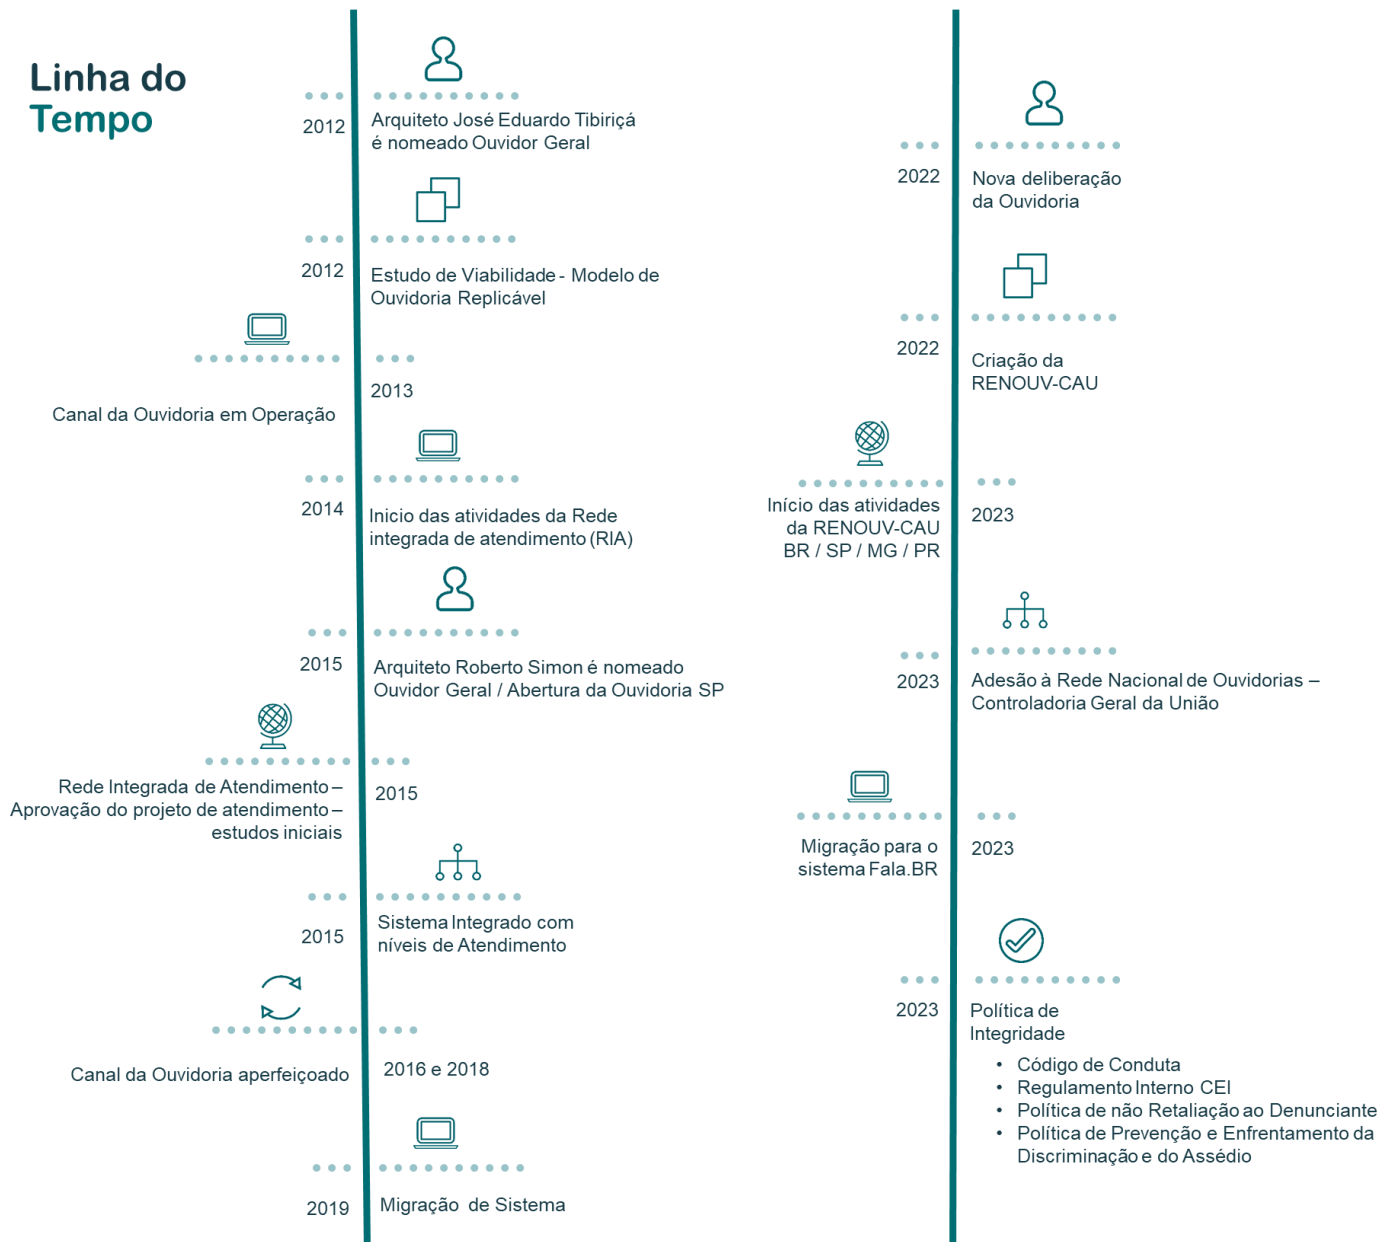 Linha do
Tempo
2012
Arquiteto José Eduardo Tibiriçá
é nomeado Ouvidor Geral
2012
Estudo de Viabilidade - Modelo de
Ouvidoria Replicável
2013
Canal da Ouvidoria em Operação
2014
Inicio das atividades da Rede
integrada de atendimento (RIA)
2015
Arquiteto Roberto Simon é nomeado
Ouvidor Geral / Abertura da Ouvidoria SP
Rede Integrada de Atendimento –
Aprovação do projeto de atendimento –
estudos iniciais
2015
2015
Sistema Integrado com
níveis de Atendimento
Canal da Ouvidoria aperfeiçoado
2016 e 2018
2019
Migração de Sistema
2022
Nova deliberação
da Ouvidoria
2022
Criação da
RENOUV-CAU
Início das atividades
da RENOUV-CAU
BR / SP / MG / PR
2023
2023
Adesão à Rede Nacional de Ouvidorias –
Controladoria Geral da União
Migração para o
sistema Fala.BR
2023
2023
Política de
Integridade
• Código de Conduta
• Regulamento Interno CEI
• Política de não Retaliação ao Denunciante
• Política de Prevenção e Enfrentamento da
Discriminação e do Assédio